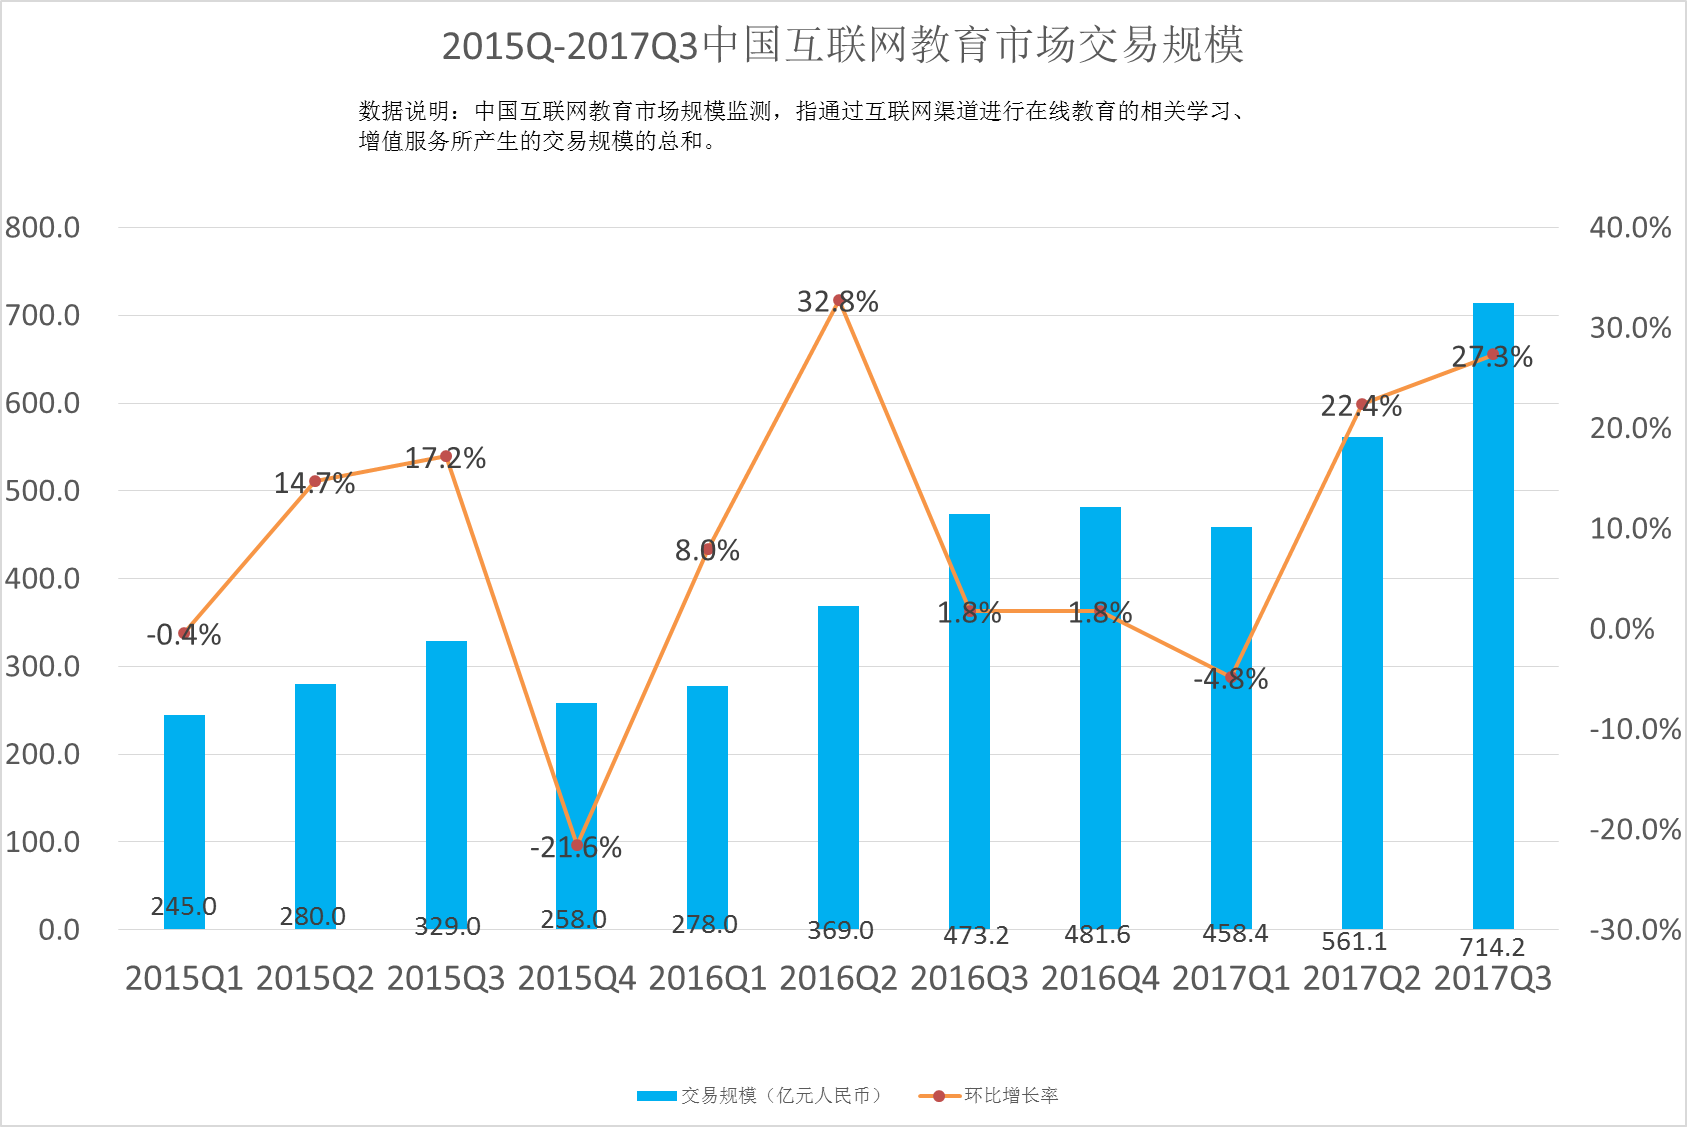 2015Q-2017Q3中国互联网教育市场交易规模
数据说明：中国互联网教育市场规模监测，指通过互联网渠道进行在线教育的相关学习、
增值服务所产生的交易规模的总和。
800.0
700.0
600.0
500.0
400.0
300.0
200.0
100.0
0.0
40.0%
30.0%
20.0%
10.0%
0.0%
-10.0%
-20.0%
-30.0%
-0.4%
14.7%
17.2%
-21.6%
8.0%
32.8%
1.8%
1.8%
-4.8%
22.4%
27.3%
245.0
280.0
329.0
258.0
278.0
369.0
473.2
481.6
458.4
561.1
714.2
2015Q1
2015Q2
2015Q3
2015Q4
2016Q1
2016Q2
2016Q3
2016Q4
2017Q1
2017Q2
2017Q3
交易规模（亿元人民币）
环比增长率